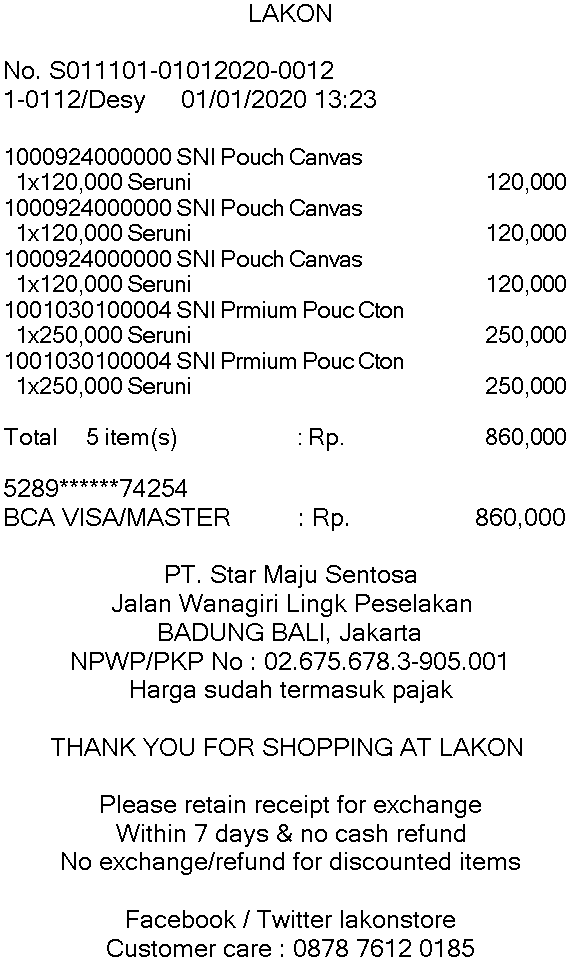 LAKON
No. S011101-01012020-0012
1-0112/Desy 01/01/2020 13:23
1000924000000 SNI Pouch Canvas
1x120,000 Seruni 120,000
1000924000000 SNI Pouch Canvas
1x120,000 Seruni 120,000
1000924000000 SNI Pouch Canvas
1x120,000 Seruni 120,000
1001030100004 SNI Prmium Pouc Cton
1x250,000 Seruni 250,000
1001030100004 SNI Prmium Pouc Cton
1x250,000 Seruni 250,000
Total 5 item(s) : Rp. 860,000
5289******74254
BCA VISA/MASTER : Rp. 860,000
PT. Star Maju Sentosa
Jalan Wanagiri Lingk Peselakan
BADUNG BALI, Jakarta
NPWP/PKP No : 02.675.678.3-905.001
Harga sudah termasuk pajak
THANK YOU FOR SHOPPING AT LAKON
Please retain receipt for exchange
Within 7 days & no cash refund
No exchange/refund for discounted items
Facebook / Twitter lakonstore
Customer care : 0878 7612 0185